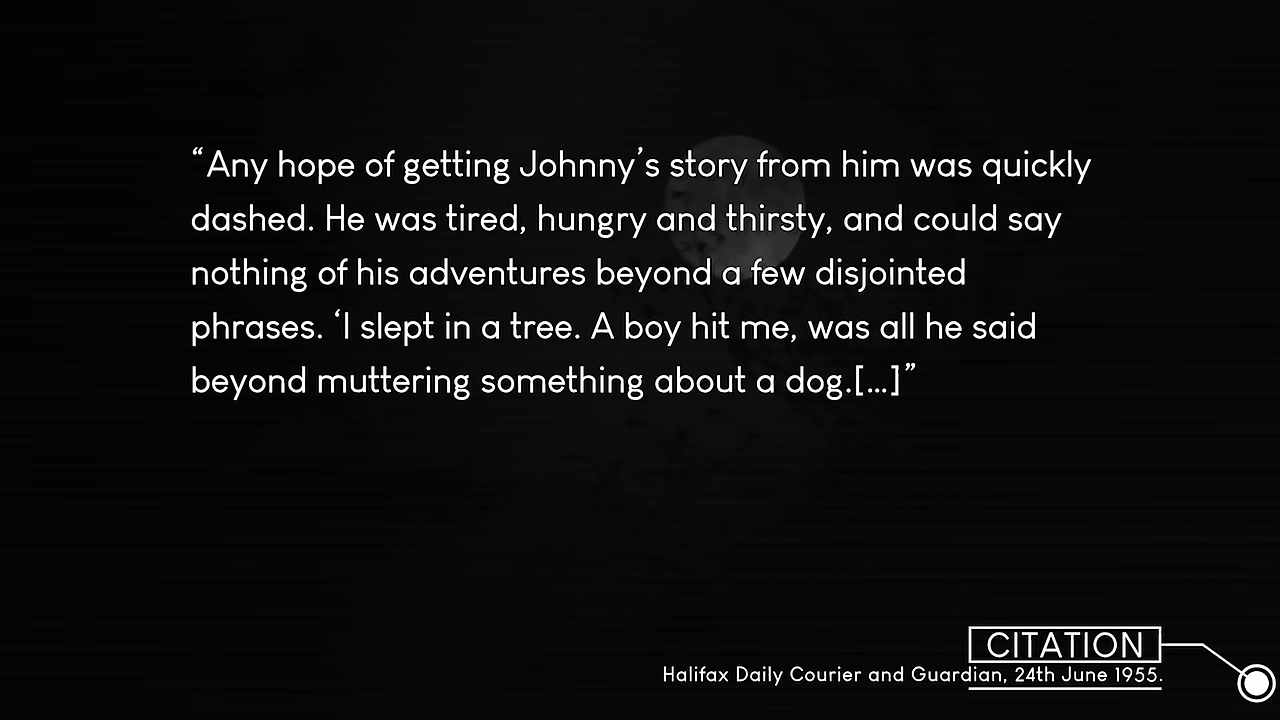 “Any hope of getting Johnny’s story from him was quickly
dashed. He was tired, hungry and thirsty, and could say
nothing of his adventures beyond a few disjointed
phrases. ‘I slept in a tree. A boy hit me, was all he said
beyond muttering something about a dog.[...]”
CITATION
Halifax Daily Courier and Guardian, 24th June 1955.